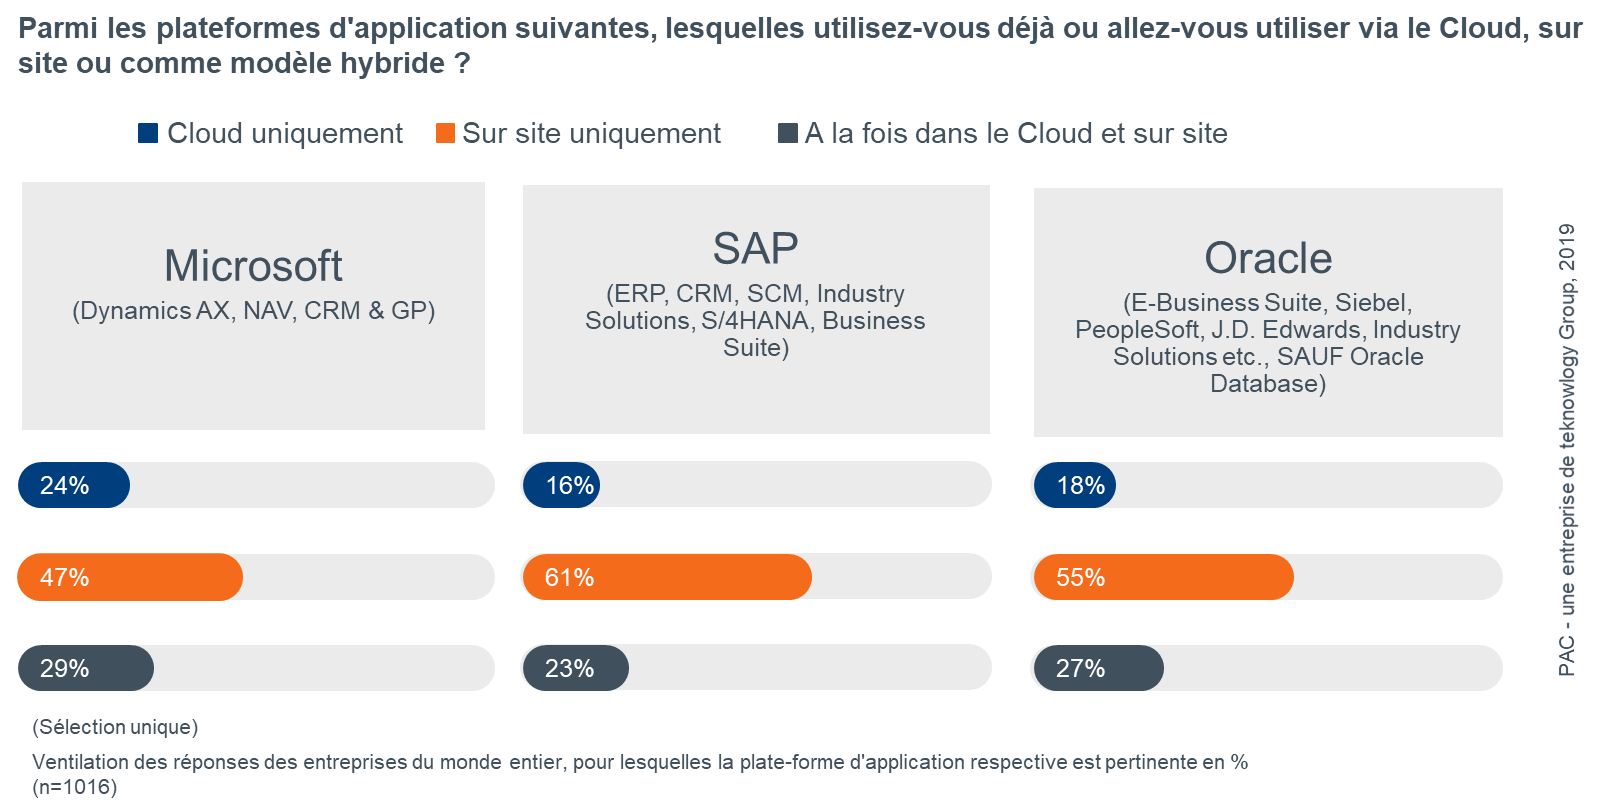 Parmi les plateformes d'application suivantes, lesquelles utilisez-vous déjà ou allez-vous utiliser via le Cloud, sur
site ou comme modèle hybride ?
Cloud uniquement
Sur site uniquement
A la fois dans le Cloud et sur site
Microsoft
(Dynamics AX, NAV, CRM & GP)
SAP
(ERP, CRM, SCM, Industry
Solutions, S/4HANA, Business
Suite)
Oracle
(E-Business Suite, Siebel,
PeopleSoft, J.D. Edwards, Industry
Solutions etc., SAUF Oracle
Database)
24%
16%
18%
47%
61%
55%
29%
23%
27%
(Sélection unique)
Ventilation des réponses des entreprises du monde entier, pour lesquelles la plate-forme d'application respective est pertinente en %
(n=1016)
PAC - une entreprise de teknowlogy Group, 2019